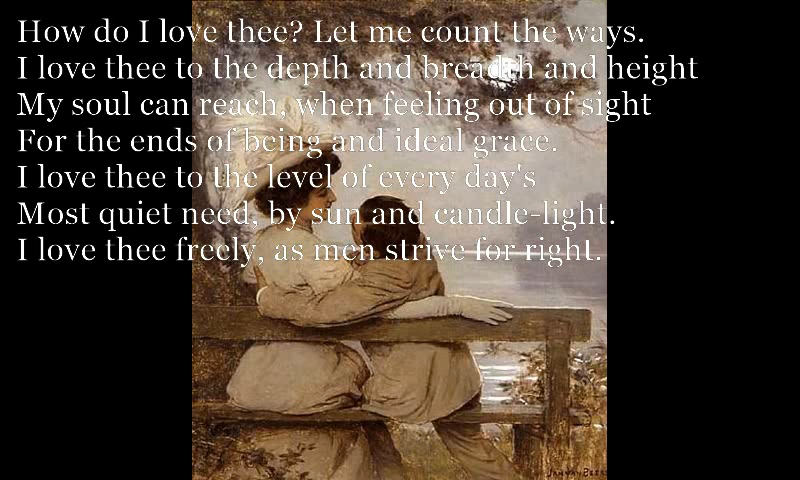 How do I love thee? Let me count the ways.
I love thee to the depth and breadth and height
My soul can reach, when feeling out of sight
For the ends of being and ideal grace.
I love thee to the level of every day's
Most quiet need, by sun and candle-light.
I love thee freely, as men strive for right.
JAN VAN BEERS